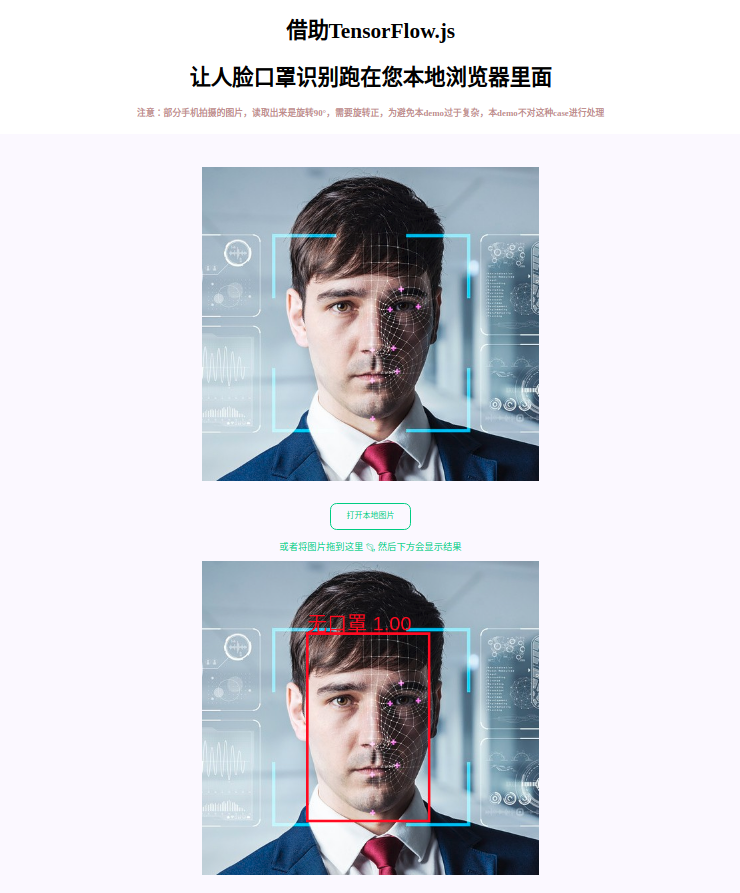 借助TensorFlow.js
让人脸口罩识别跑在您本地浏览器里面
注意：部分手机拍摄的图片，读取出来是旋转90°，需要旋转正，为避免本demo过于复杂，本demo不对这种case进行处理
打开本地图片
或者将图片拖到这里 然后下方会显示结果
无口罩 1.00